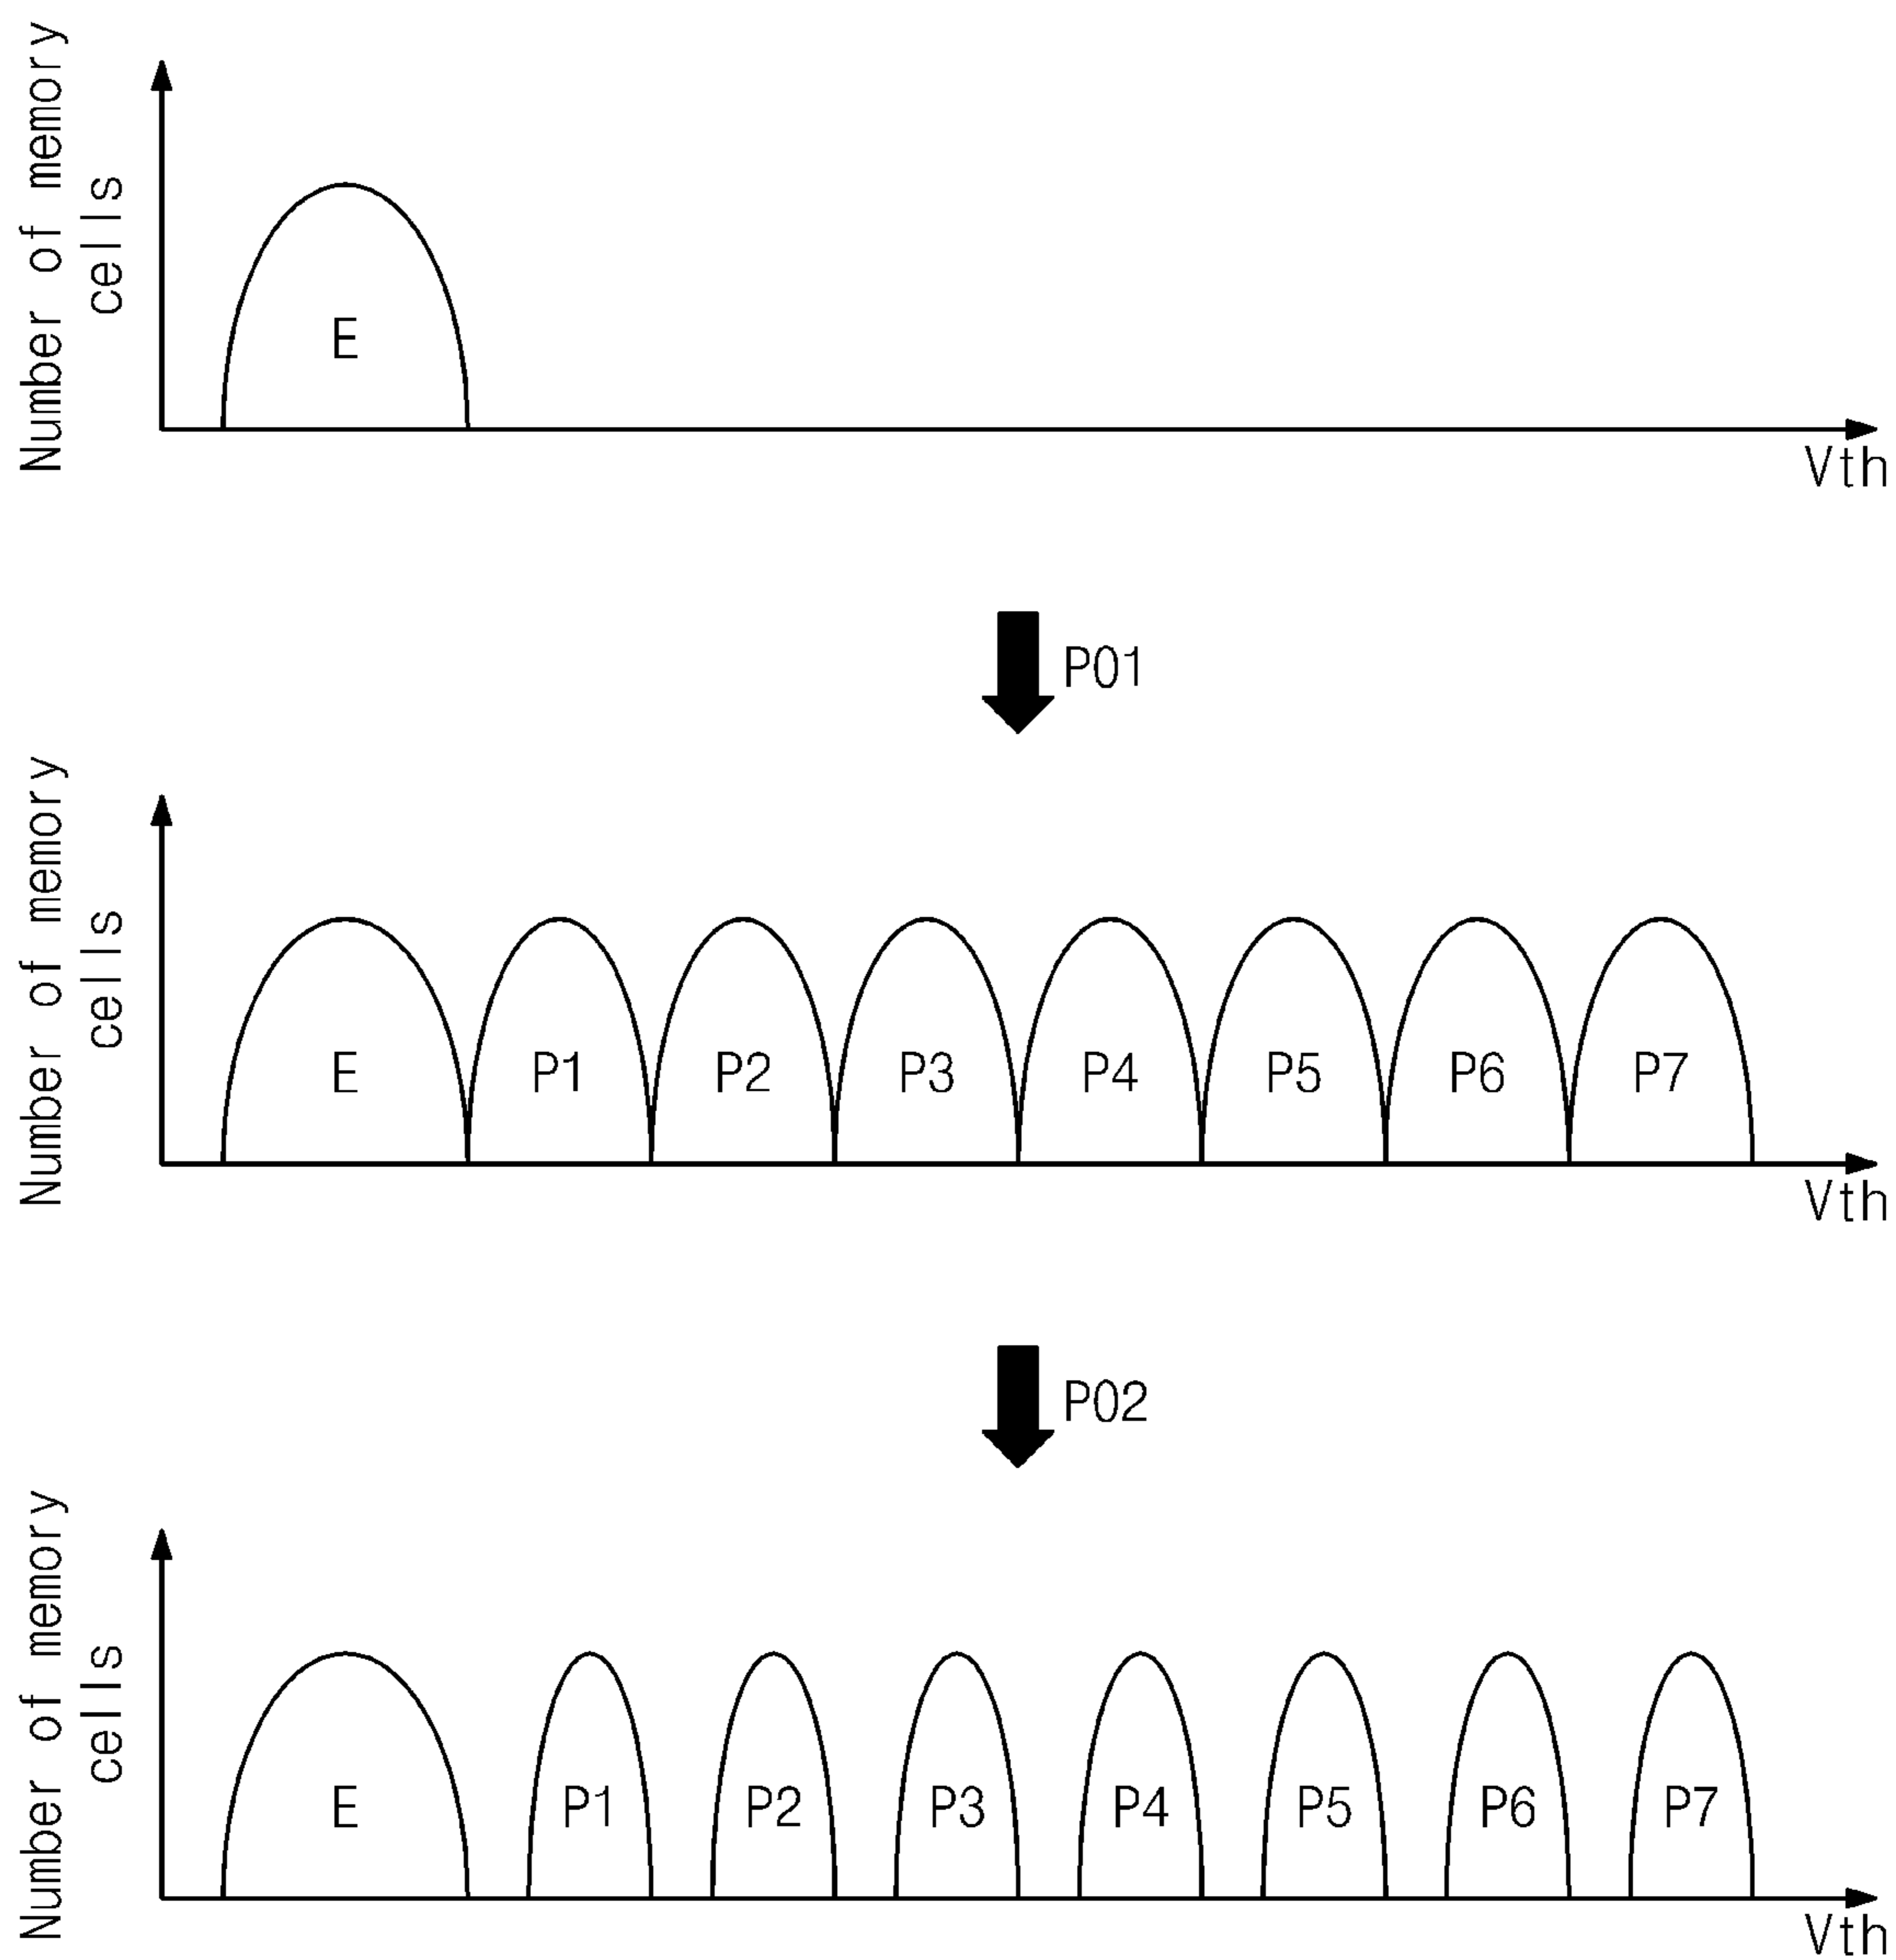 Number of memory
cells
E
Vth
P01
Number of memory
cells
E P1 P2 P3 P4 P5 P6 P7
Vth
P02
Number of memory
cells
E P1 P2 P3 P4 P5 P6 P7
Vth